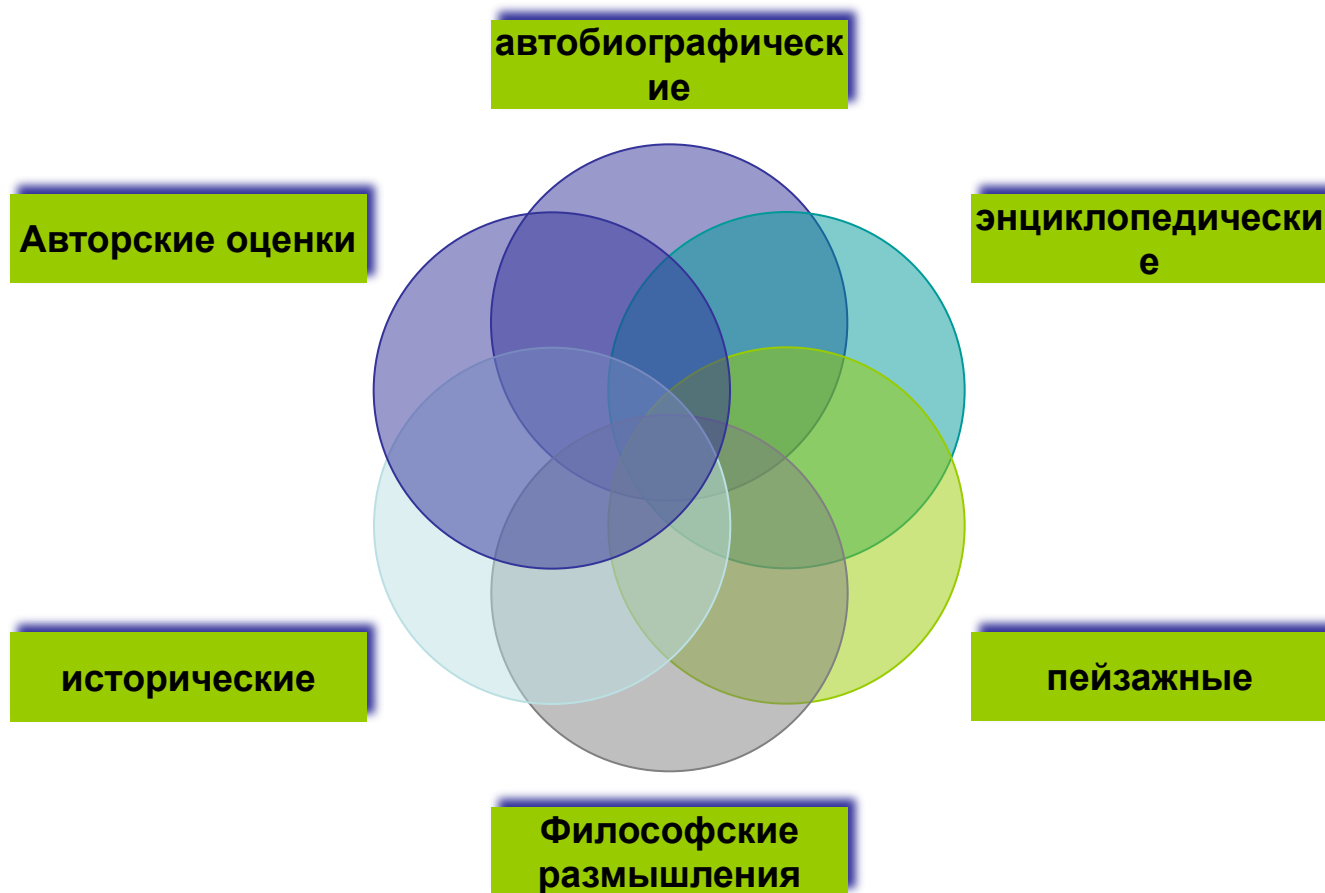 автобиографическ
ие
Авторские оценки
энциклопедически
е
исторические
пейзажные
Философские
размышления